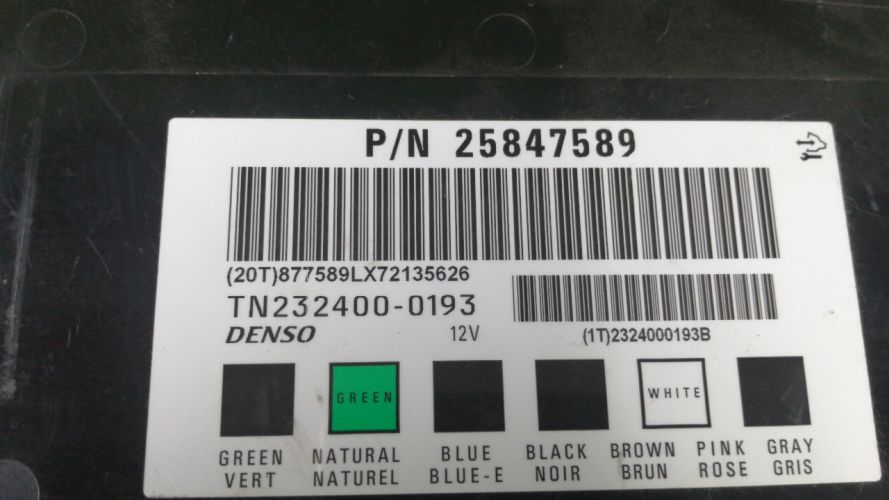 P/N 25847589
(20T)877589LX72135626
TN232400-0193
DENSO 12V
(1T)2324000193B
GREEN WHITE
GREEN NATURAL BLUE BLACK BROWN PINK GRAY
VERT NATUREL BLUE-E NOIR BRUN ROSE GRIS